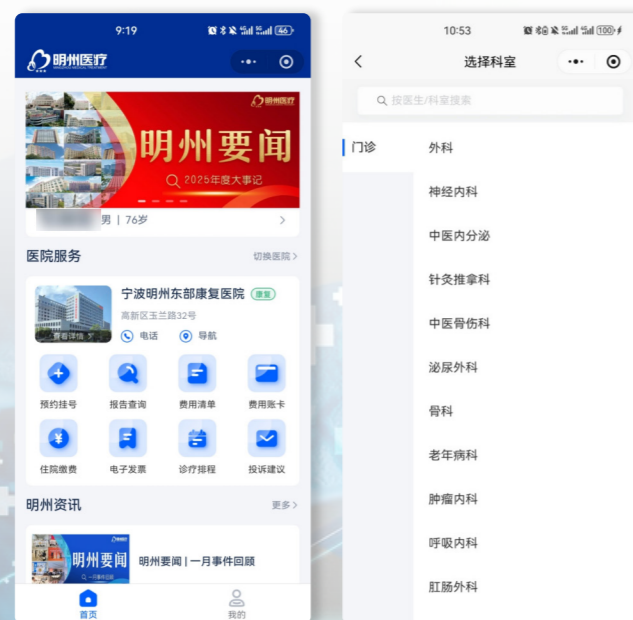 9:19
46
明州医疗
明州医疗
明州要闻
2025年度大事记
男 | 76岁
医院服务
切换医院
宁波明州东部康复医院
康复
高新区玉兰路32号
查看详情
电话
导航
预约挂号
报告查询
费用清单
费用账卡
住院缴费
电子发票
诊疗排程
投诉建议
明州资讯
更多
明州要闻
明州要闻 | 一月事件回顾
首页
我的
10:53
100
选择科室
按医生/科室搜索
门诊
外科
神经内科
中医内分泌
针灸推拿科
中医骨伤科
泌尿外科
骨科
老年病科
肿瘤内科
呼吸内科
肛肠外科